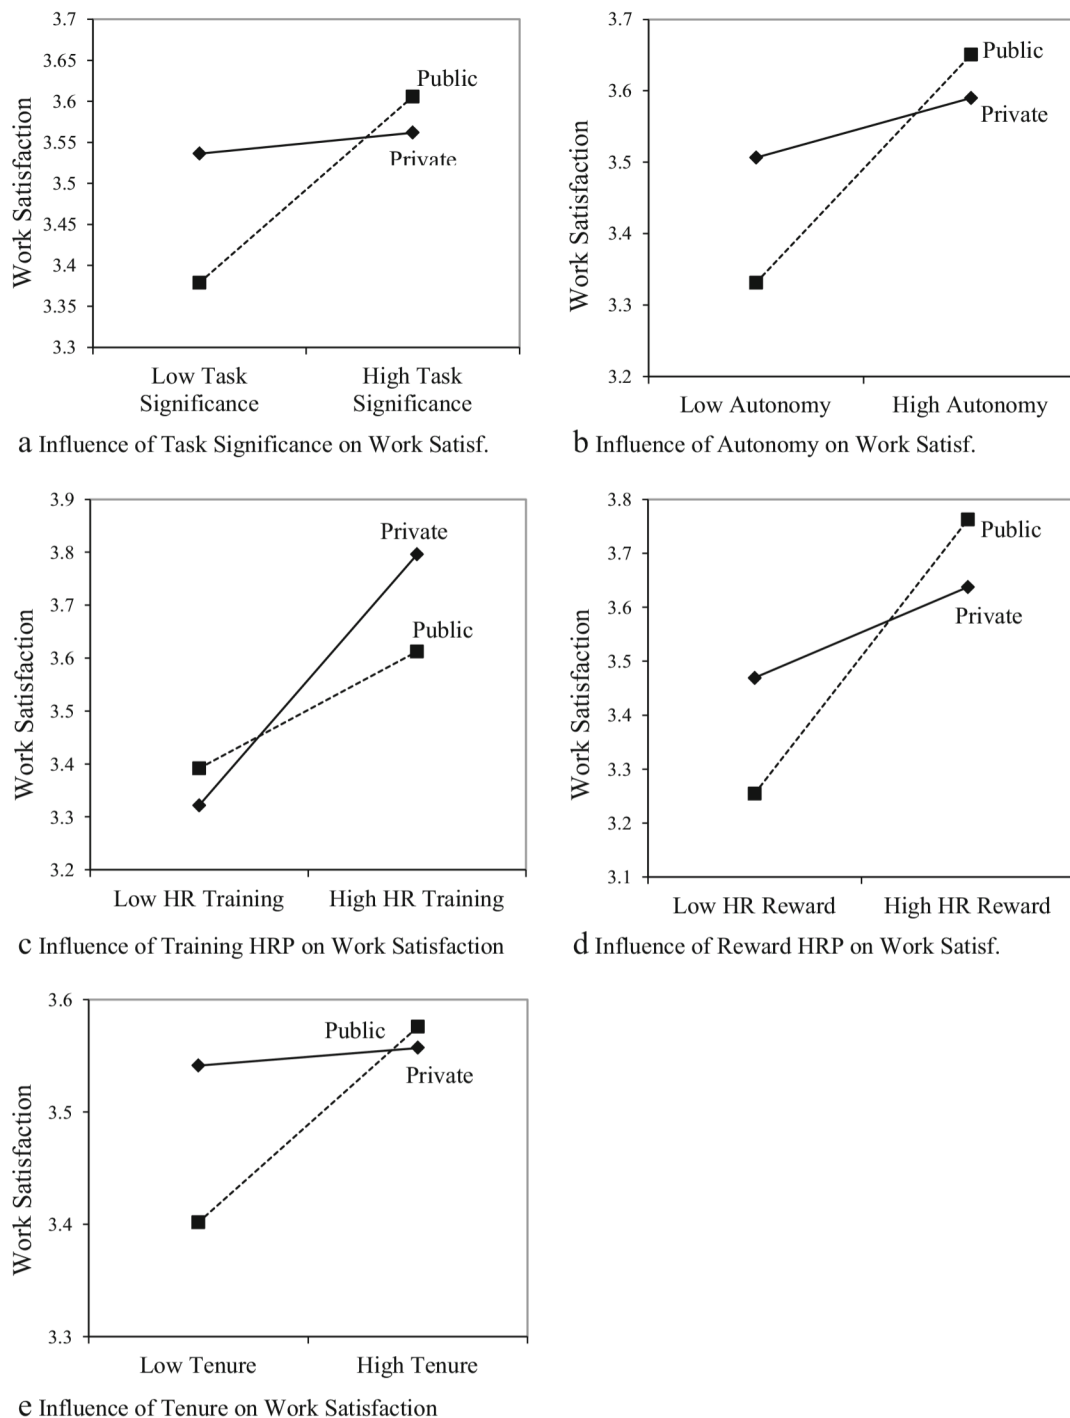 3.7
3.65
3.6
3.55
3.5
3.45
3.4
3.35
3.3
Work Satisfaction
Public
Private
Low Task
Significance
High Task
Significance
a Influence of Task Significance on Work Satisf.
3.7
3.6
3.5
3.4
3.3
3.2
Work Satisfaction
Public
Private
Low Autonomy
High Autonomy
b Influence of Autonomy on Work Satisf.
3.9
3.8
3.7
3.6
3.5
3.4
3.3
3.2
Work Satisfaction
Private
Public
Low HR Training
High HR Training
c Influence of Training HRP on Work Satisfaction
3.8
3.7
3.6
3.5
3.4
3.3
3.2
3.1
Work Satisfaction
Public
Private
Low HR Reward
High HR Reward
d Influence of Reward HRP on Work Satisf.
3.6
3.5
3.4
3.3
Work Satisfaction
Public
Private
Low Tenure
High Tenure
e Influence of Tenure on Work Satisfaction